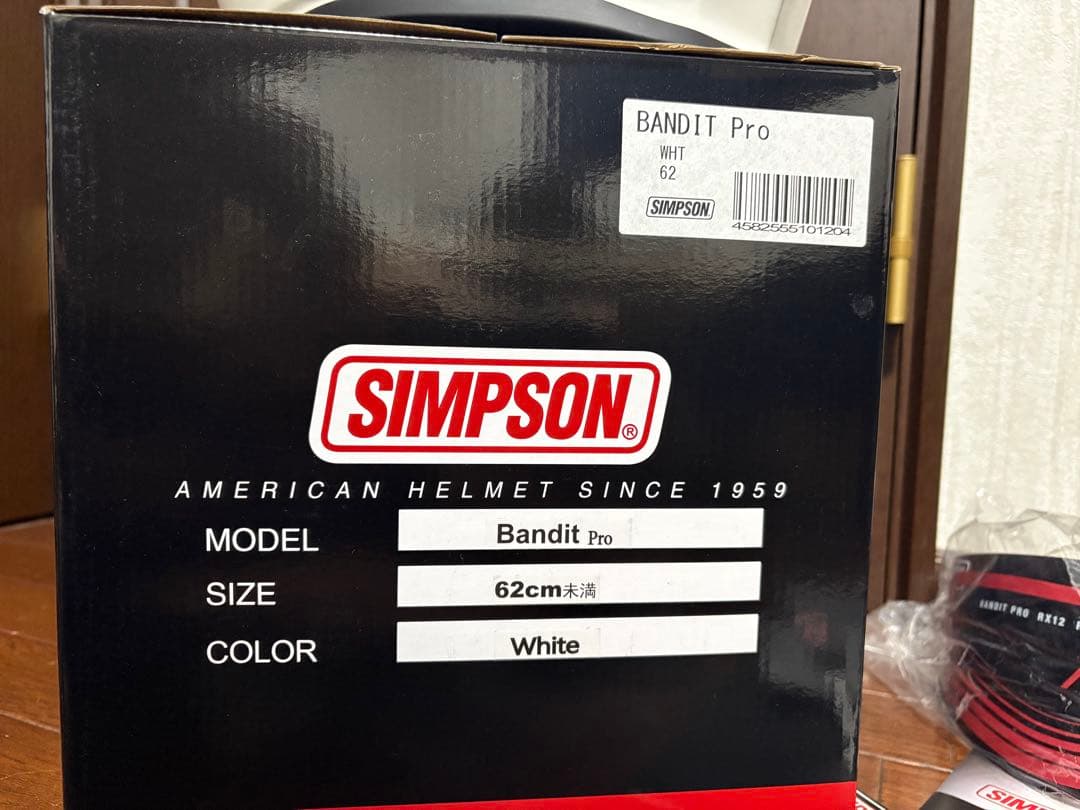 BANDIT Pro
WHT
62
SIMPSON
4582555101204
SIMPSON®
AMERICAN HELMET SINCE 1959
MODEL Bandit Pro
SIZE 62cm未満
COLOR White
BANDIT PRO RX12